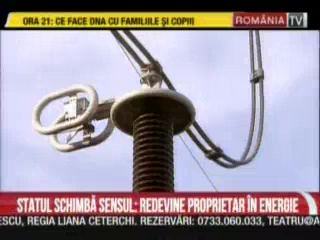 ORA 21: CE FACE DNA CU FAMILIILE ŞI COPIII
ROMÂNIA TV
STATUL SCHIMBĂ SENSUL: REDEVINE PROPRIETAR ÎN ENERGIE
ESCU, REGIA LIANA CETERCHI. REZERVĂRI: 0733.060.033, TEATRU@A